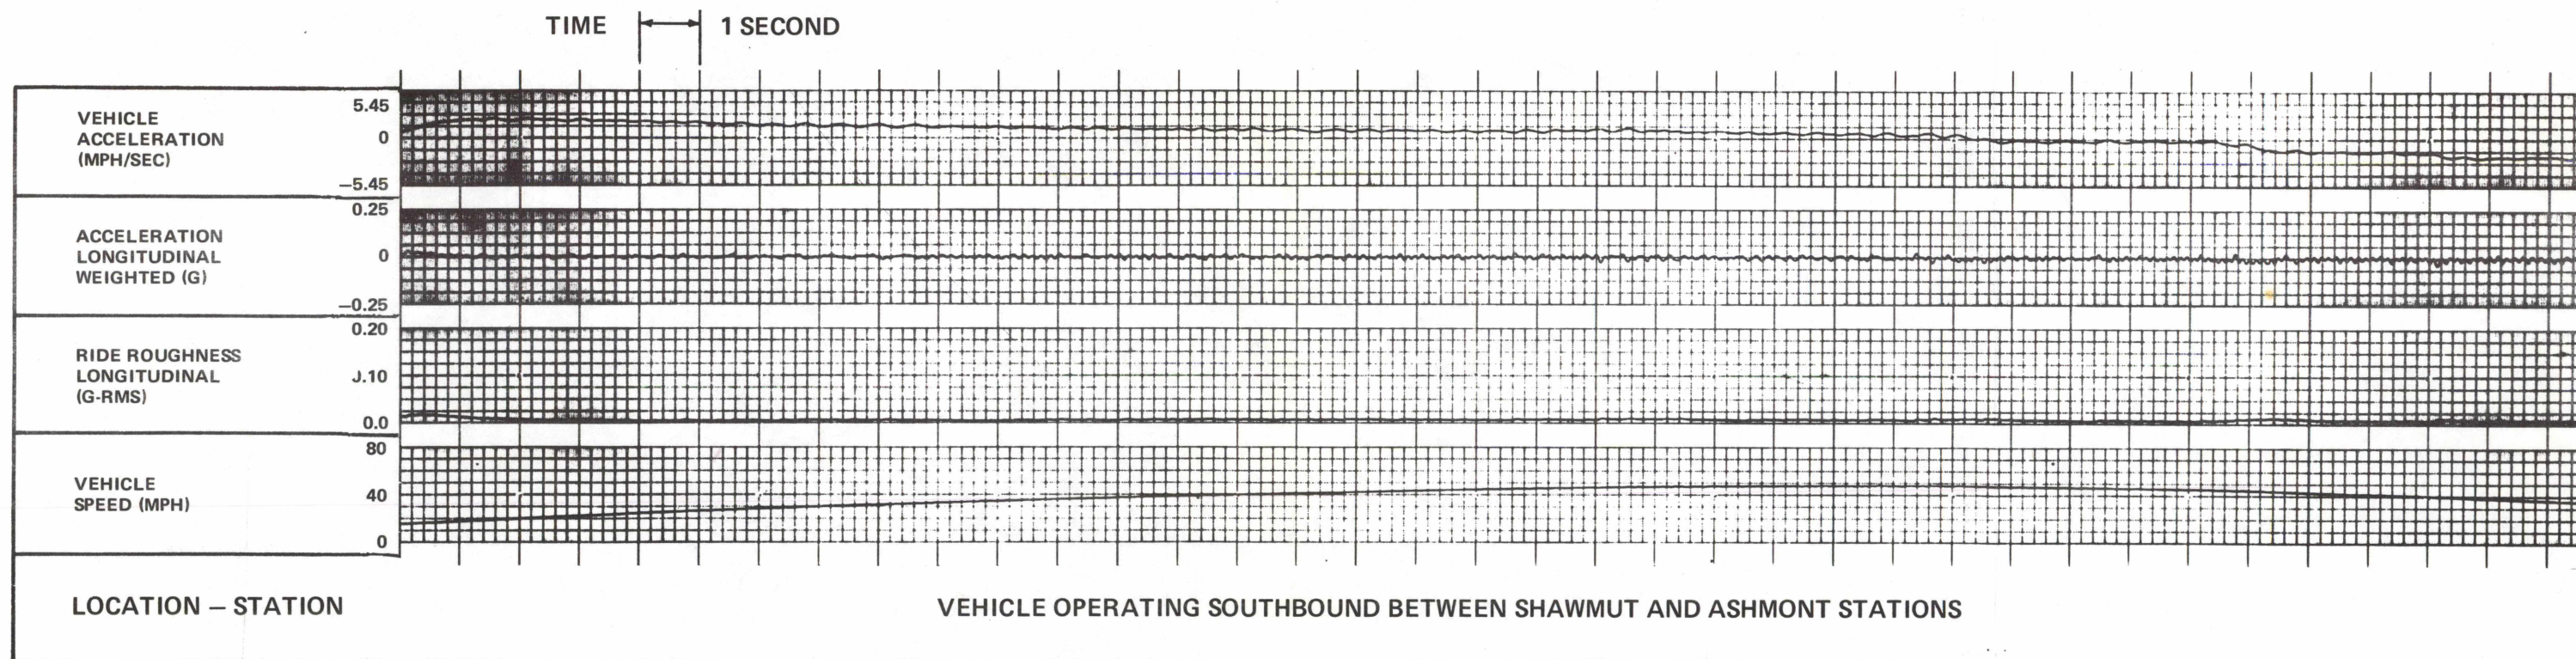 TIME 1 SECOND
VEHICLE
ACCELERATION
(MPH/SEC)
5.45
0
—5.45
ACCELERATION
LONGITUDINAL
WEIGHTED (G)
0.25
0
—0.25
RIDE ROUGHNESS
LONGITUDINAL
(G-RMS)
0.20
J.10
0.0
VEHICLE
SPEED (MPH)
80
40
0
LOCATION — STATION
VEHICLE OPERATING SOUTHBOUND BETWEEN SHAWMUT AND ASHMONT STATIONS